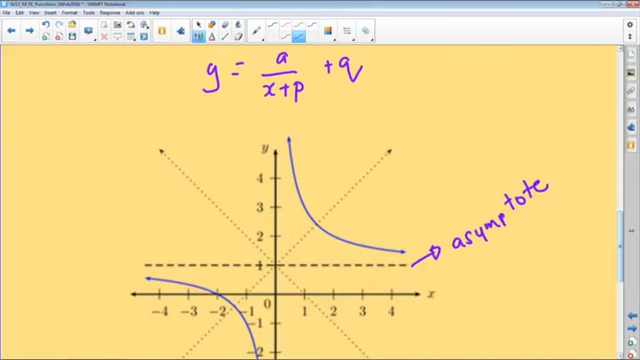 File Edit View Insert Format Tools Add-ons Response Help
g = a/(x+p) + q
y
4
3
2
1
asymptote
−4 −3 −2 −1 0 1 2 3 4 x
−1
−2